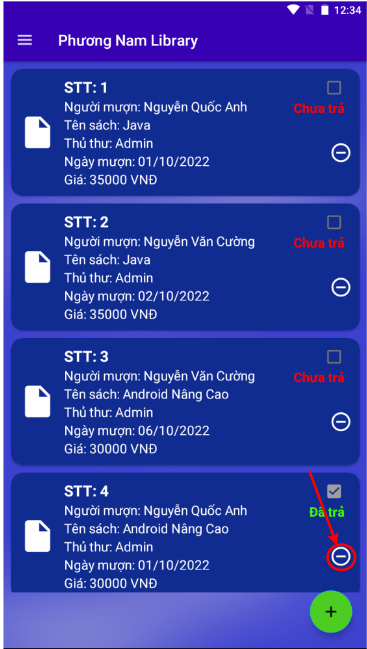 12:34
Phương Nam Library
STT: 1
Người mượn: Nguyễn Quốc Anh
Chưa trả
Tên sách: Java
Thủ thư: Admin
Ngày mượn: 01/10/2022
Giá: 35000 VNĐ
STT: 2
Người mượn: Nguyễn Văn Cường
Chưa trả
Tên sách: Java
Thủ thư: Admin
Ngày mượn: 02/10/2022
Giá: 35000 VNĐ
STT: 3
Người mượn: Nguyễn Văn Cường
Chưa trả
Tên sách: Android Nâng Cao
Thủ thư: Admin
Ngày mượn: 06/10/2022
Giá: 30000 VNĐ
STT: 4
Người mượn: Nguyễn Quốc Anh
Đã trả
Tên sách: Android Nâng Cao
Thủ thư: Admin
Ngày mượn: 01/10/2022
Giá: 30000 VNĐ
+